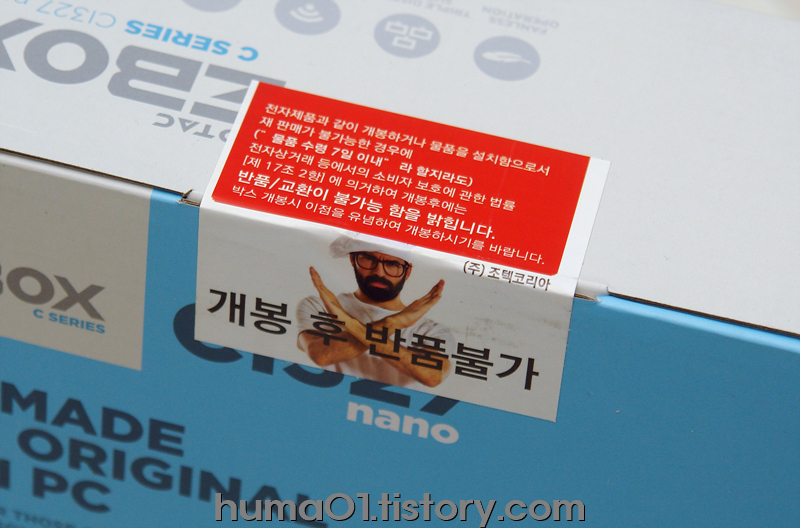 FANLESS
OPERATION
C SERIES CI327
ZBOX
전자제품과 같이 개봉하거나 물품을 설치함으로서
재 판매가 불가능한 경우에
(" 물품 수령 7일 이내" 라 할지라도)
전자상거래 등에서의 소비자 보호에 관한 법률
[제 17조 2항] 에 의거하여 개봉후에는
반품/교환이 불가능 함을 밝힙니다.
박스 개봉시 이점을 유념하여 개봉하시기를 바랍니다.
(주) 조텍코리아
개봉 후 반품불가
BOX
C SERIES
CI327
nano
MADE
ORIGINAL
PC
THOSE
huma01.tistory.com